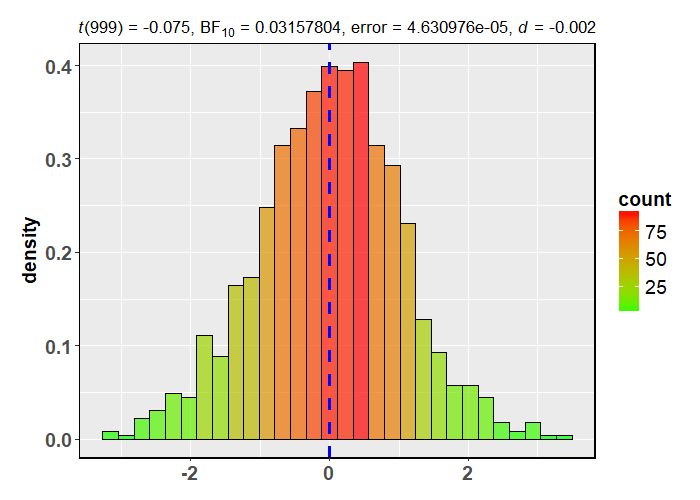 t(999) = -0.075, BF₁₀ = 0.03157804, error = 4.630976e-05, d = -0.002
0.4
0.3
0.2
0.1
0.0
density
-2 0 2
count
75
50
25